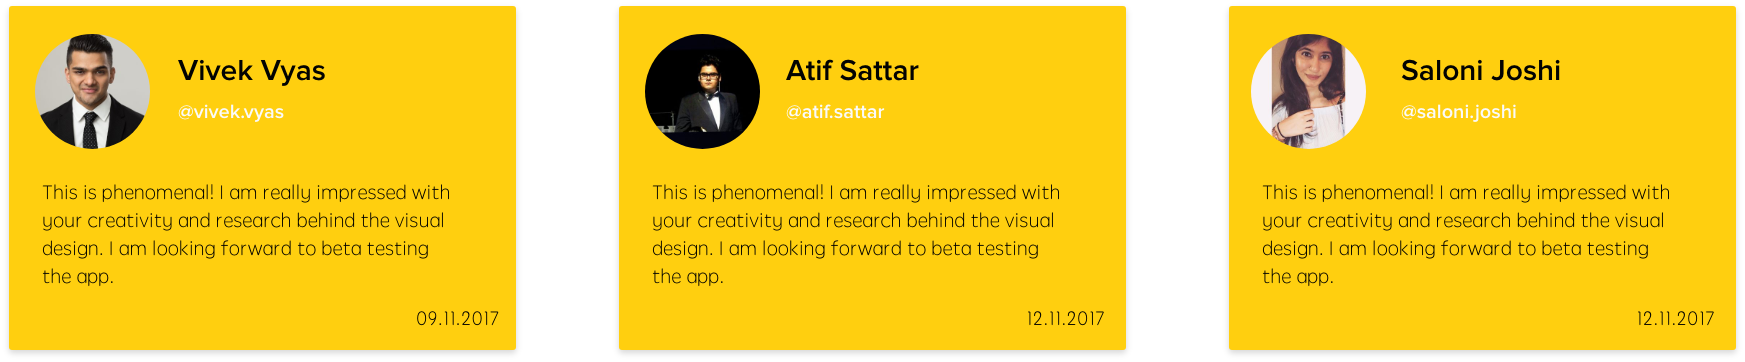 Vivek Vyas
@vivek.vyas
This is phenomenal! I am really impressed with
your creativity and research behind the visual
design. I am looking forward to beta testing
the app.
09.11.2017
Atif Sattar
@atif.sattar
This is phenomenal! I am really impressed with
your creativity and research behind the visual
design. I am looking forward to beta testing
the app.
12.11.2017
Saloni Joshi
@saloni.joshi
This is phenomenal! I am really impressed with
your creativity and research behind the visual
design. I am looking forward to beta testing
the app.
12.11.2017